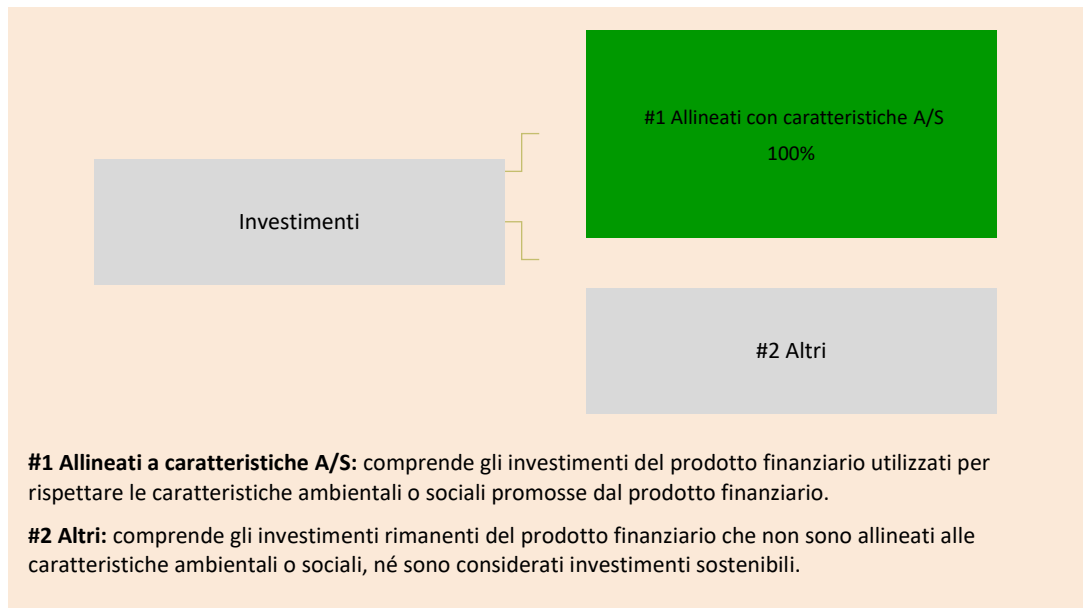 #1 Allineati con caratteristiche A/S
100%
Investimenti
#2 Altri
#1 Allineati a caratteristiche A/S: comprende gli investimenti del prodotto finanziario utilizzati per
rispettare le caratteristiche ambientali o sociali promosse dal prodotto finanziario.
#2 Altri: comprende gli investimenti rimanenti del prodotto finanziario che non sono allineati alle
caratteristiche ambientali o sociali, né sono considerati investimenti sostenibili.